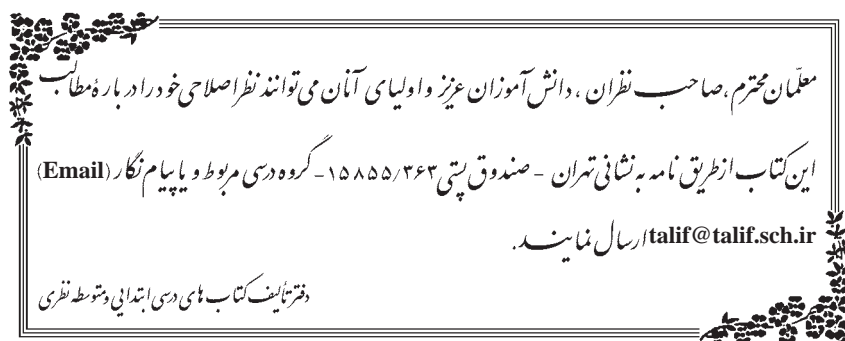 معلّمان محترم، صاحب نظران، دانش‌آموزان عزیز و اولیای آنان می‌توانند نظر اصلاحی خود را دربارهٔ مطالب
این کتاب از طریق نامه به نشانی تهران - صندوق پستی ۱۵۸۵۵/۳۶۳ - گروه درسی مربوط و یا پیام نگار (Email)
talif@talif.sch.ir ارسال نمایند.
دفتر تألیف کتاب های درسی ابتدایی و متوسطه نظری